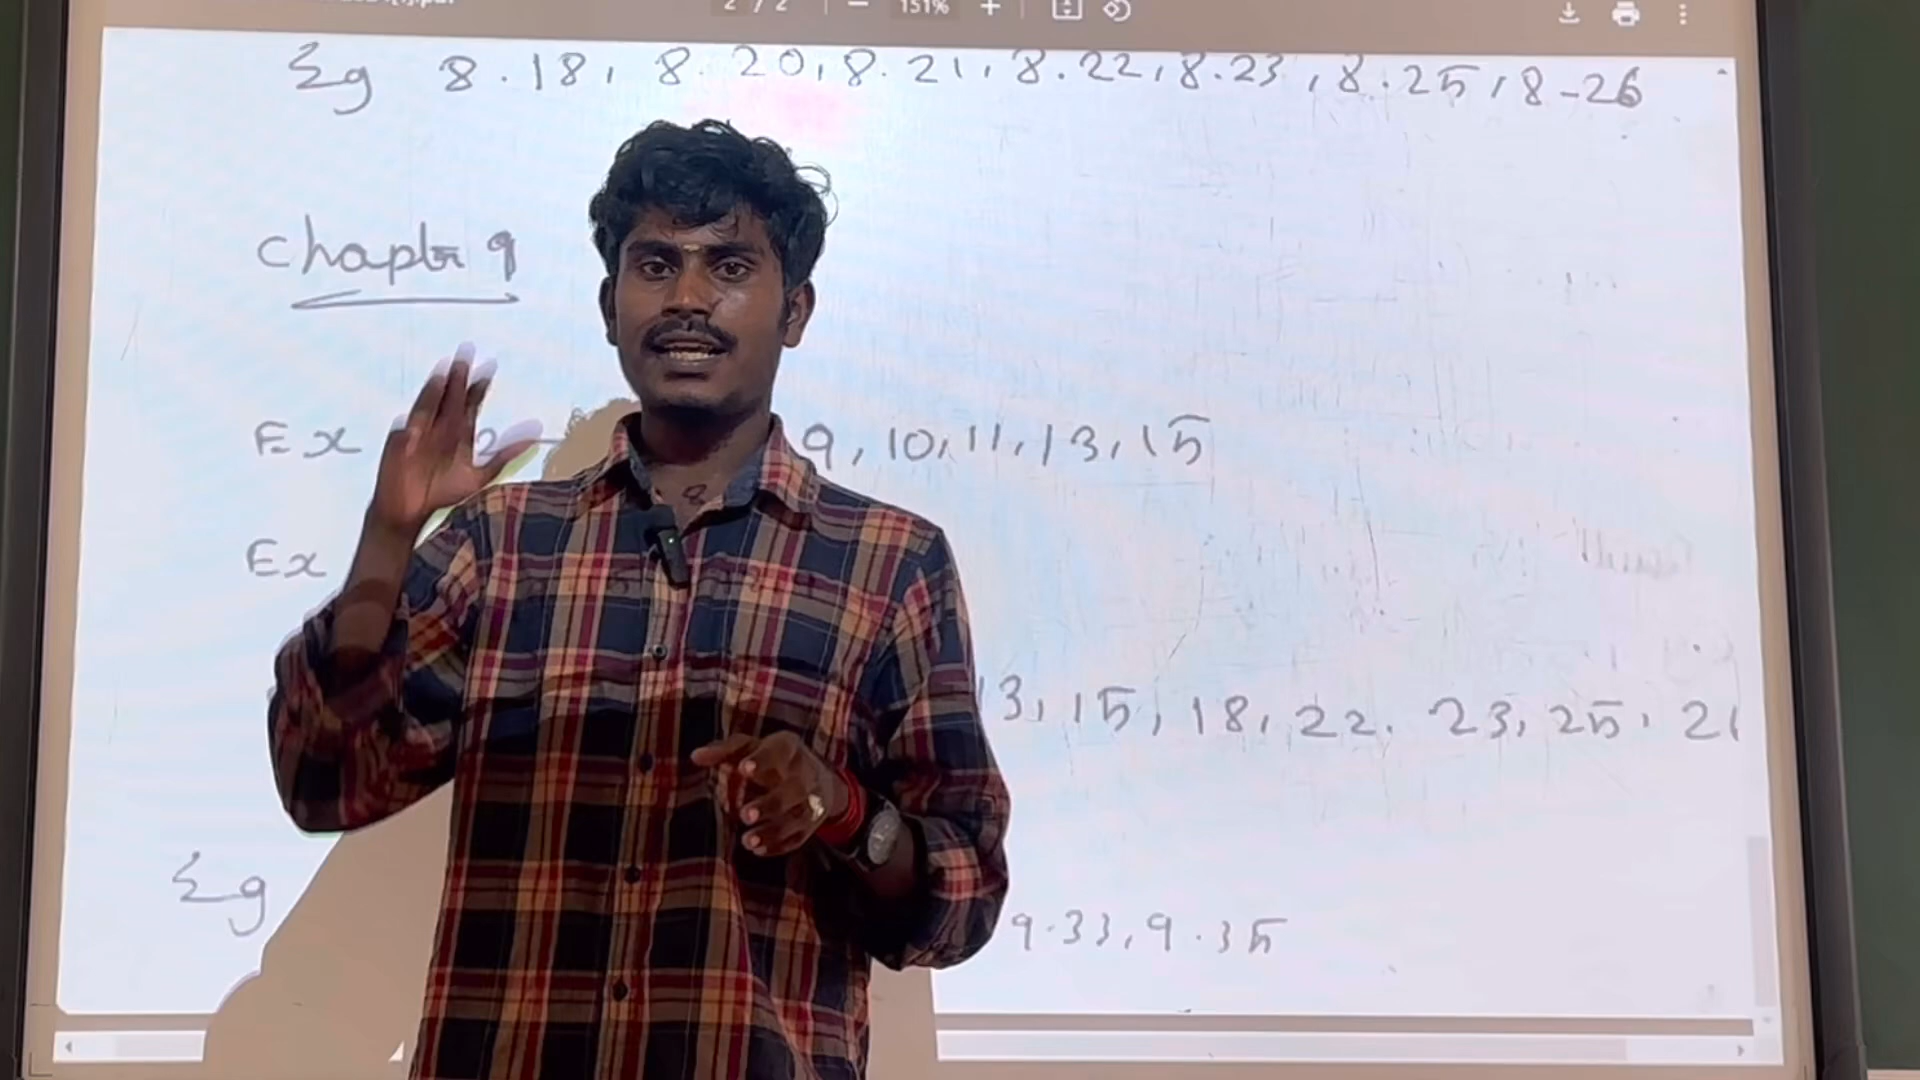 2 / 2 151%
Eg 8.18, 8.20, 8.21, 8.22, 8.23, 8.25, 8-26
Chapter 9
Ex 9, 10, 11, 13, 15
Ex
13, 15, 18, 22. 23, 25, 
Eg 9.33, 9.35